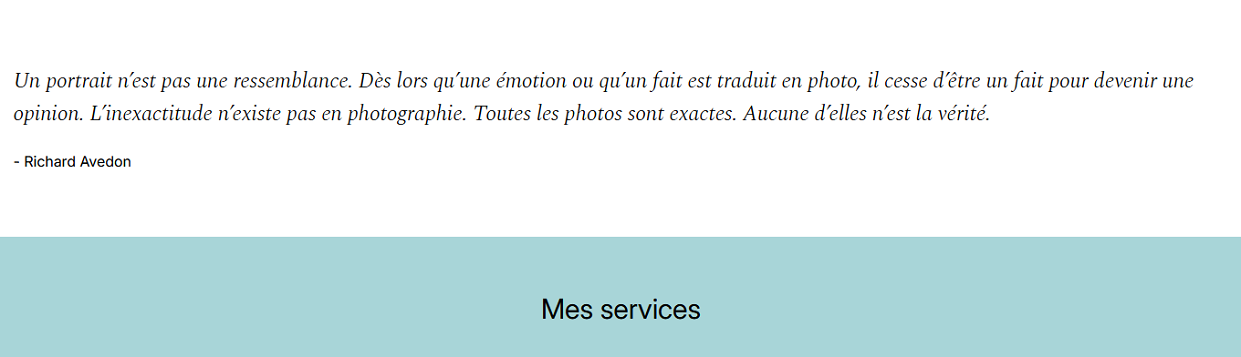 Un portrait n’est pas une ressemblance. Dès lors qu’une émotion ou qu’un fait est traduit en photo, il cesse d’être un fait pour devenir une
opinion. L’inexactitude n’existe pas en photographie. Toutes les photos sont exactes. Aucune d’elles n’est la vérité.
- Richard Avedon
Mes services